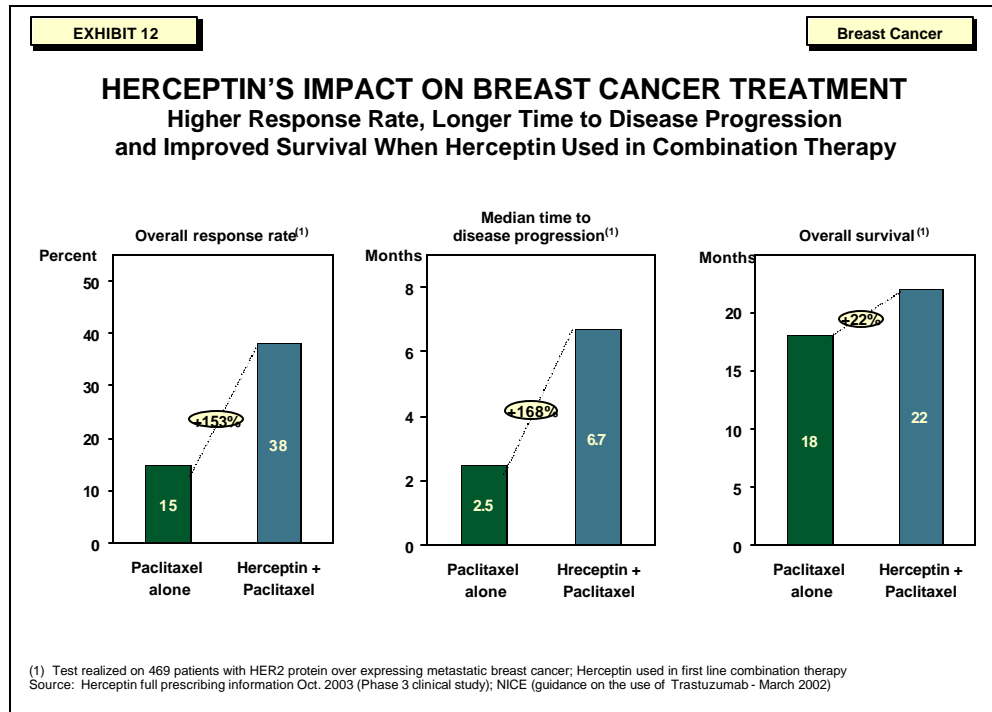 EXHIBIT 12
Breast Cancer
HERCEPTIN'S IMPACT ON BREAST CANCER TREATMENT
Higher Response Rate, Longer Time to Disease Progression
and Improved Survival When Herceptin Used in Combination Therapy
Overall response rate(1)
Percent
50
40
30
20
10
0
+153%
15
38
Paclitaxel
alone
Herceptin +
Paclitaxel
Median time to
disease progression(1)
Months
8
6
4
2
0
+168%
2.5
6.7
Paclitaxel
alone
Hreceptin +
Paclitaxel
Overall survival (1)
Months
20
15
10
5
0
+22%
18
22
Paclitaxel
alone
Herceptin +
Paclitaxel
(1) Test realized on 469 patients with HER2 protein over expressing metastatic breast cancer; Herceptin used in first line combination therapy
Source: Herceptin full prescribing information Oct. 2003 (Phase 3 clinical study); NICE (guidance on the use of Trastuzumab - March 2002)